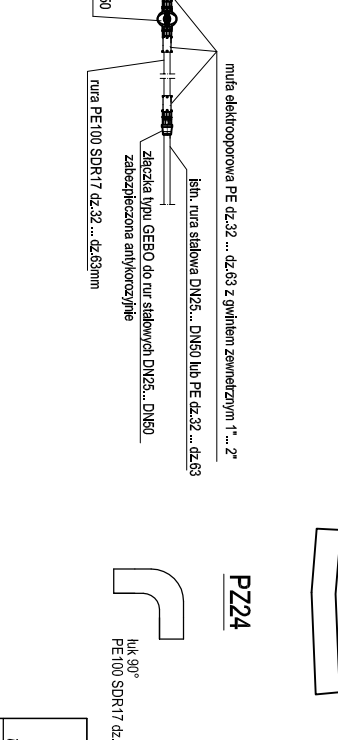 mufa elektrooporowa PE dz.32 ... dz.63 z gwintem zewnetrznym 1"... 2"
istn. rura stalowa DN25... DN50 lub PE dz.32 ... dz.63
złączka typu GEBO do rur stalowych DN25... DN50
zabezpieczona antykorozyjnie
rura PE100 SDR17 dz.32 ... dz.63mm
PZ24
łuk 90°
PE100 SDR17 dz.